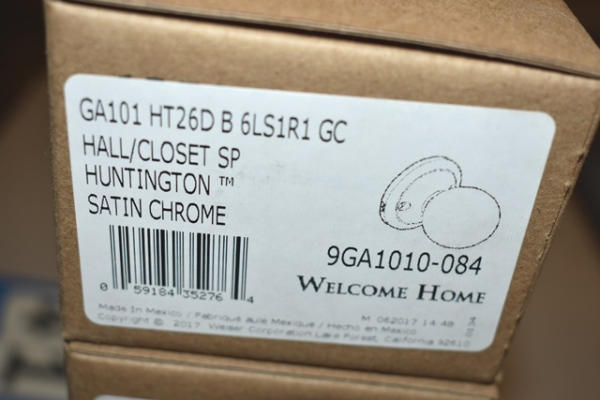 GA101 HT26D B 6LS1R1 GC
HALL/CLOSET SP
HUNTINGTON ™
SATIN CHROME
9GA1010-084
WELCOME HOME
0 59184 35276 4
M 062017 14:48
Made In Mexico / Fabriqué au Mexique / Hecho en Mexico
Copyright © 2017 Weiser Corporation Lake Forest, California 92610